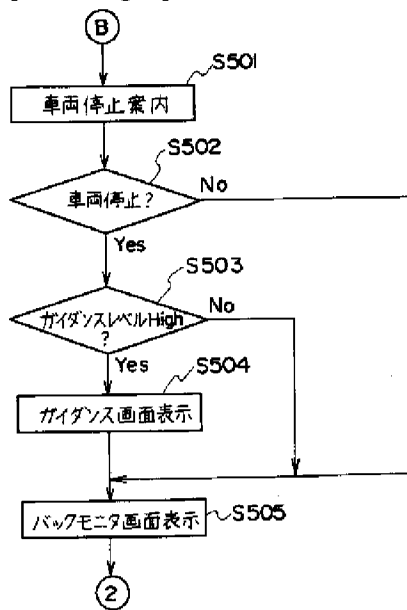 B
S501
車両停止案内
S502
車両停止?
No
Yes
S503
ガイダンスレベルHigh
?
No
Yes
S504
ガイダンス画面表示
バックモニタ画面表示
S505
2